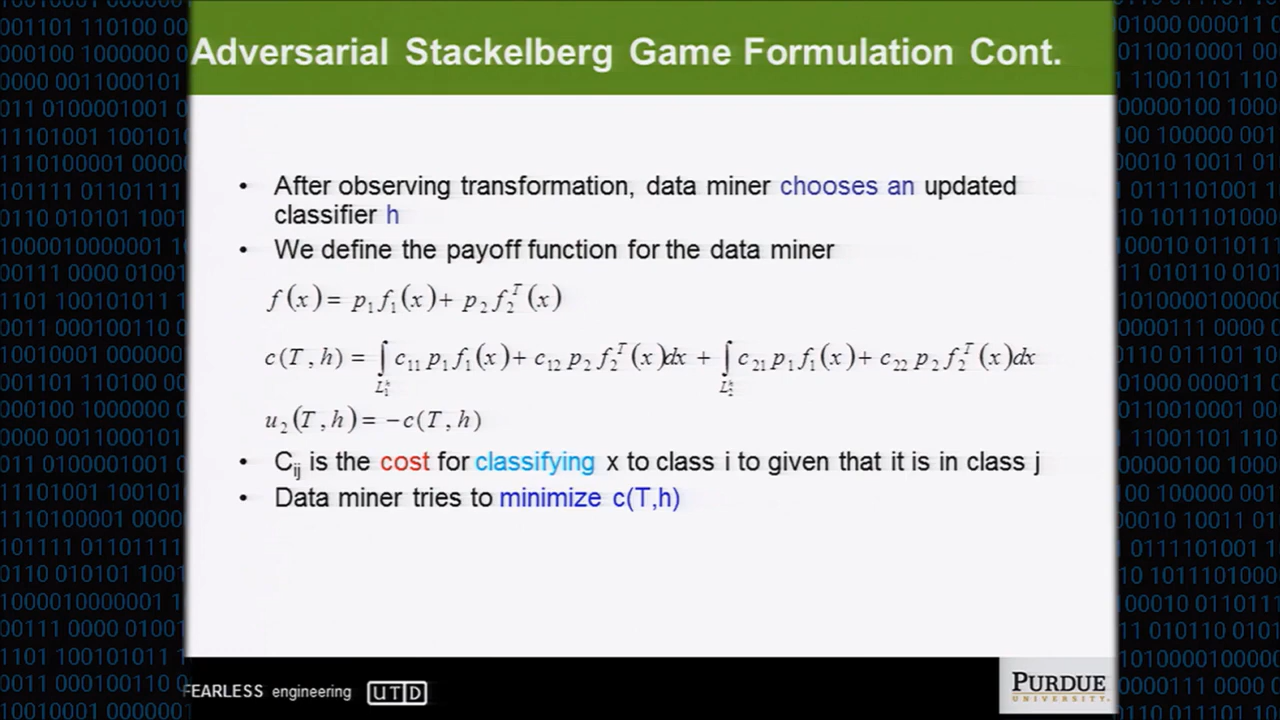 Adversarial Stackelberg Game Formulation Cont.
• After observing transformation, data miner chooses an updated
classifier h
• We define the payoff function for the data miner
f(x) = p₁f₁(x) + p₂f₂ᵀ(x)
c(T, h) = ∫_{L₁ʰ} c₁₁p₁f₁(x) + c₁₂p₂f₂ᵀ(x)dx + ∫_{L₂ʰ} c₂₁p₁f₁(x) + c₂₂p₂f₂ᵀ(x)dx
u₂(T, h) = −c(T, h)
• Cij is the cost for classifying x to class i to given that it is in class j
• Data miner tries to minimize c(T,h)
FEARLESS engineering UTD
PURDUE
UNIVERSITY